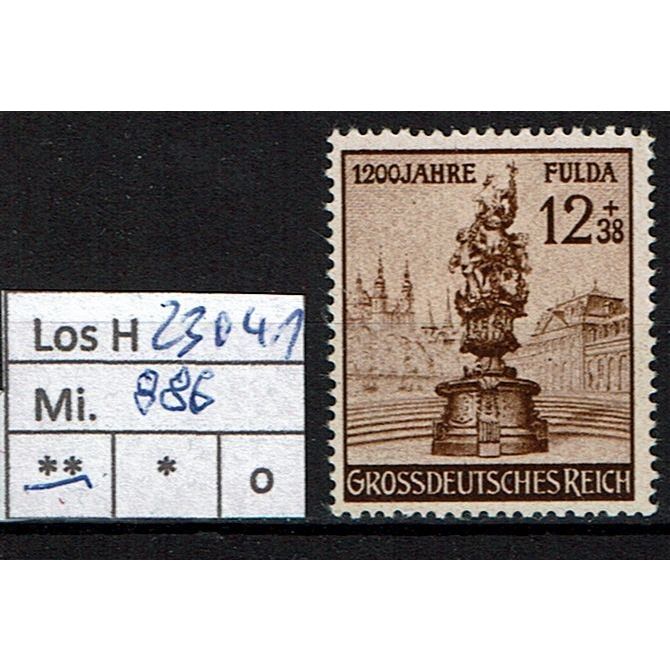 Los H 23041
Mi. 886
** * o
1200 JAHRE FULDA
12 + 38
GROSSDEUTSCHES REICH